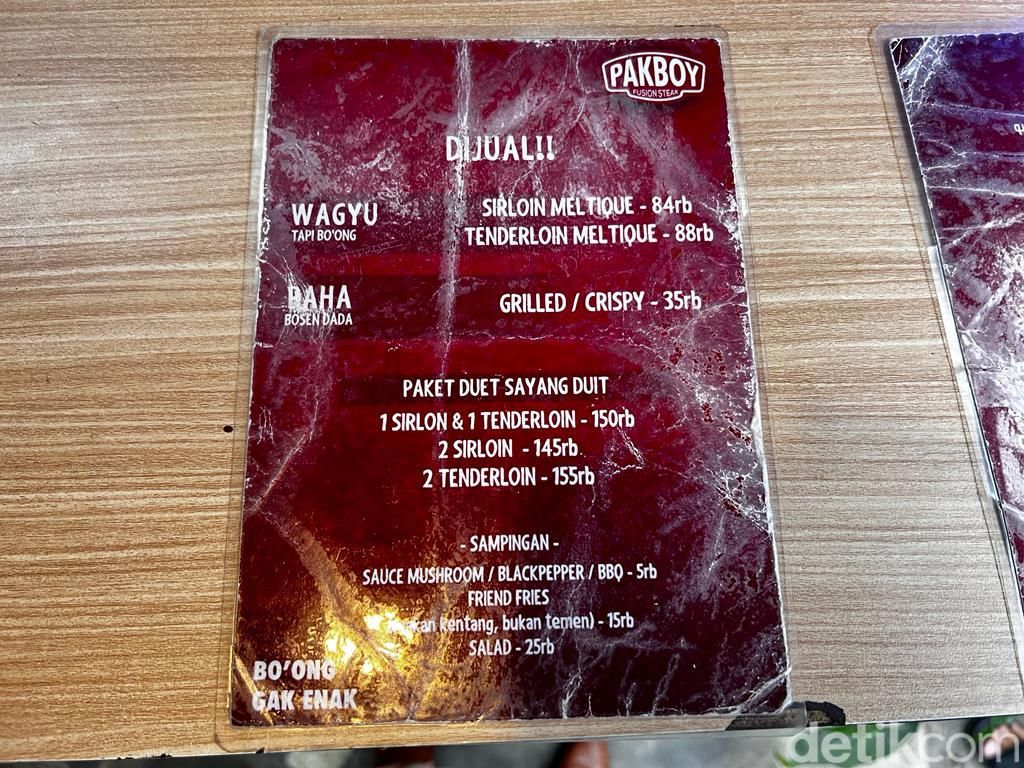 PAKBOY
FUSION STEAK
DIJUAL!!
WAGYU
TAPI BO'ONG
SIRLOIN MELTIQUE - 84rb
TENDERLOIN MELTIQUE - 88rb
PAHA
BOSEN DADA
GRILLED / CRISPY - 35rb
PAKET DUET SAYANG DUIT
1 SIRLON & 1 TENDERLOIN - 150rb
2 SIRLOIN - 145rb
2 TENDERLOIN - 155rb
- SAMPINGAN -
SAUCE MUSHROOM / BLACKPEPPER / BBQ - 5rb
FRIEND FRIES
kentang, bukan temen) - 15rb
SALAD - 25rb
BO'ONG
GAK ENAK
detikcom